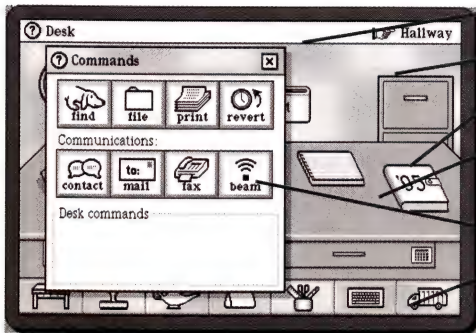 ? Desk
Hallway
? Commands
find file print revert
Communications:
contact to: mail fax beam
Desk commands
'95